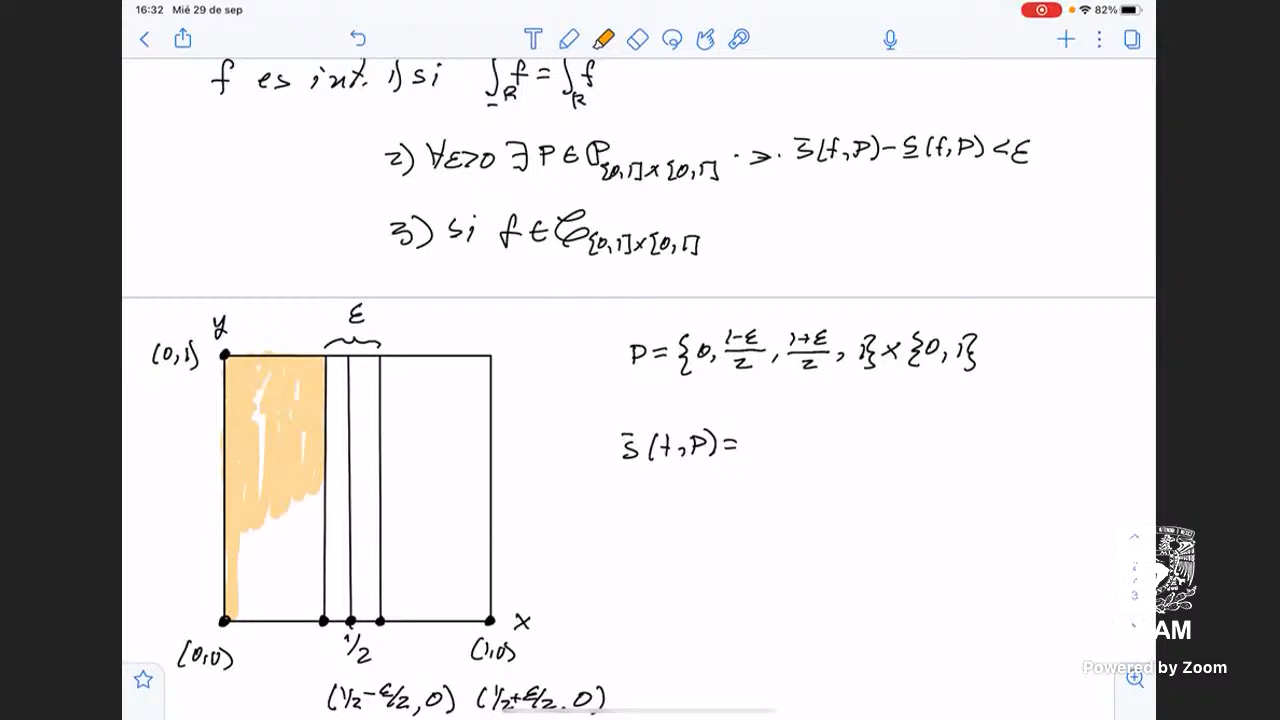 16:32 Mié 29 de sep 82%
f es int. 1) si ∫_R f = ∫_R f
2) ∀ε>0 ∃ P ∈ P_{[0,1]×[0,1]} ·∋· S̄(f,P) - S̲(f,P) < ε
3) si f ∈ C_{[0,1]×[0,1]}
y ε
(0,1) P = {0, (1-ε)/2, (1+ε)/2, 1} × {0, 1}
S̄(f,P) =
1/2 x
(0,0) (1,0)
(1/2 - ε/2, 0) (1/2 + ε/2, 0)
Powered by Zoom